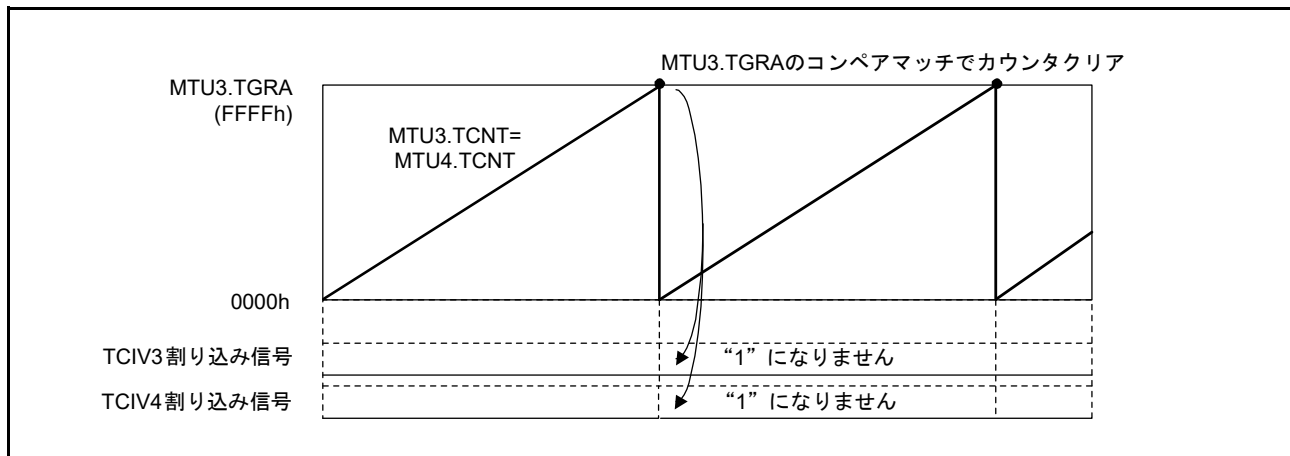 MTU3.TGRAのコンペアマッチでカウンタクリア
MTU3.TGRA
(FFFFh)
MTU3.TCNT=
MTU4.TCNT
0000h
TCIV3割り込み信号
“1”になりません
TCIV4割り込み信号
“1”になりません